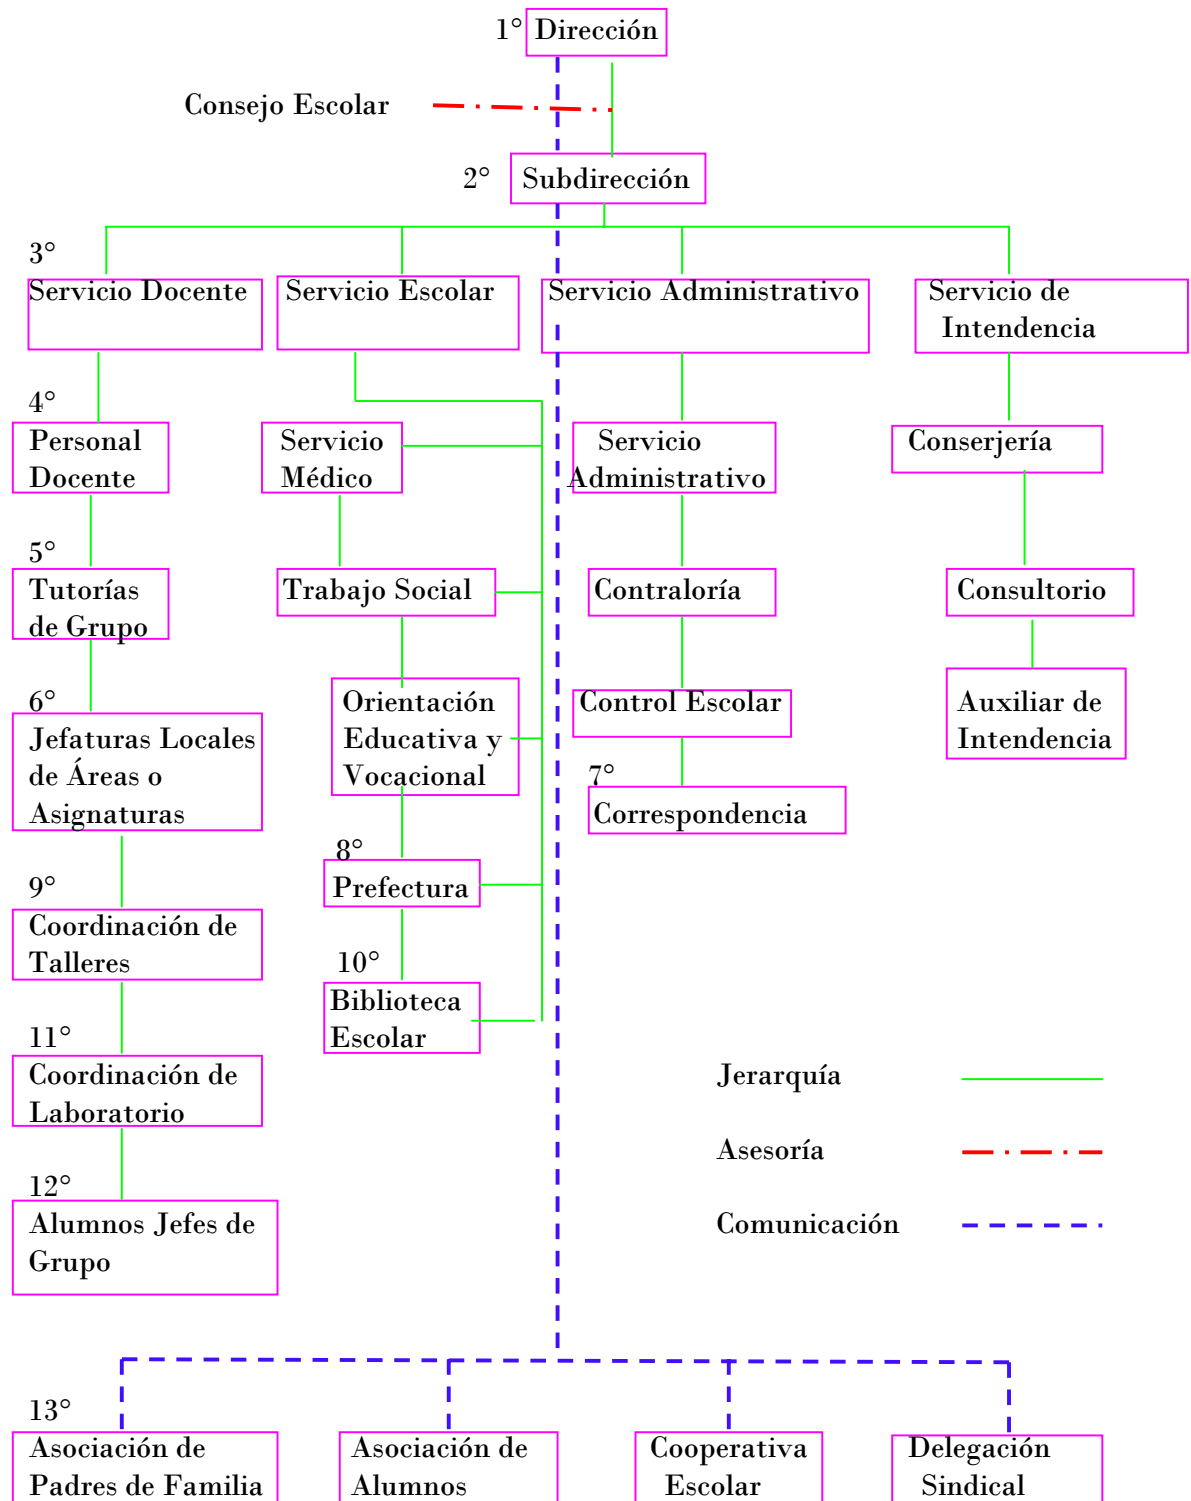 1° Dirección
Consejo Escolar
2° Subdirección
3°
Servicio Docente
Servicio Escolar
Servicio Administrativo
Servicio de
Intendencia
4°
Personal
Docente
Servicio
Médico
Servicio
Administrativo
Conserjería
5°
Tutorías
de Grupo
Trabajo Social
Contraloría
Consultorio
6°
Jefaturas Locales
de Áreas o
Asignaturas
Orientación
Educativa y
Vocacional
Control Escolar
Auxiliar de
Intendencia
7°
Correspondencia
8°
Prefectura
9°
Coordinación de
Talleres
10°
Biblioteca
Escolar
11°
Coordinación de
Laboratorio
12°
Alumnos Jefes de
Grupo
Jerarquía
Asesoría
Comunicación
13°
Asociación de
Padres de Familia
Asociación de
Alumnos
Cooperativa
Escolar
Delegación
Sindical